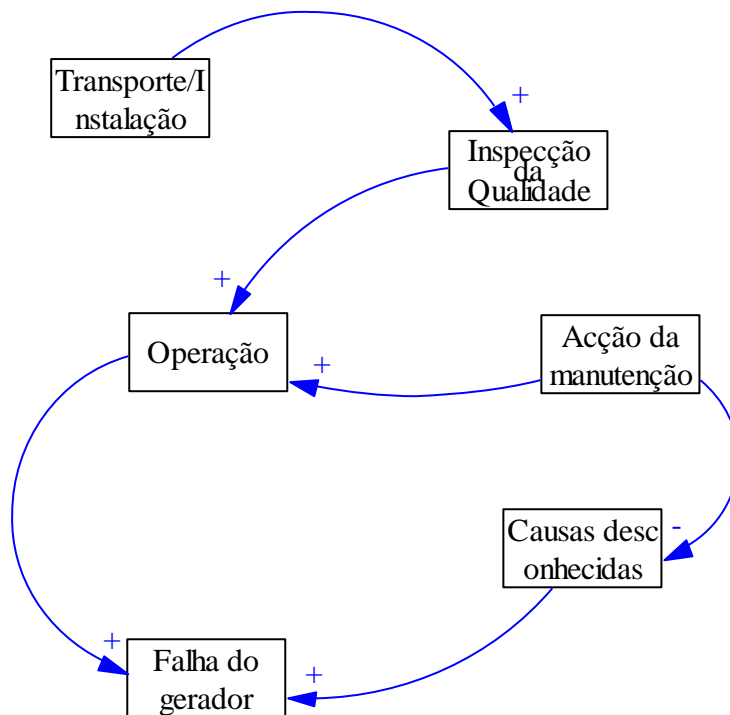 Transporte/I
nstalação
+
Inspecção
da
Qualidade
+
Operação
+
Acção da
manutenção
-
Causas desc
onhecidas
+
Falha do
gerador
+